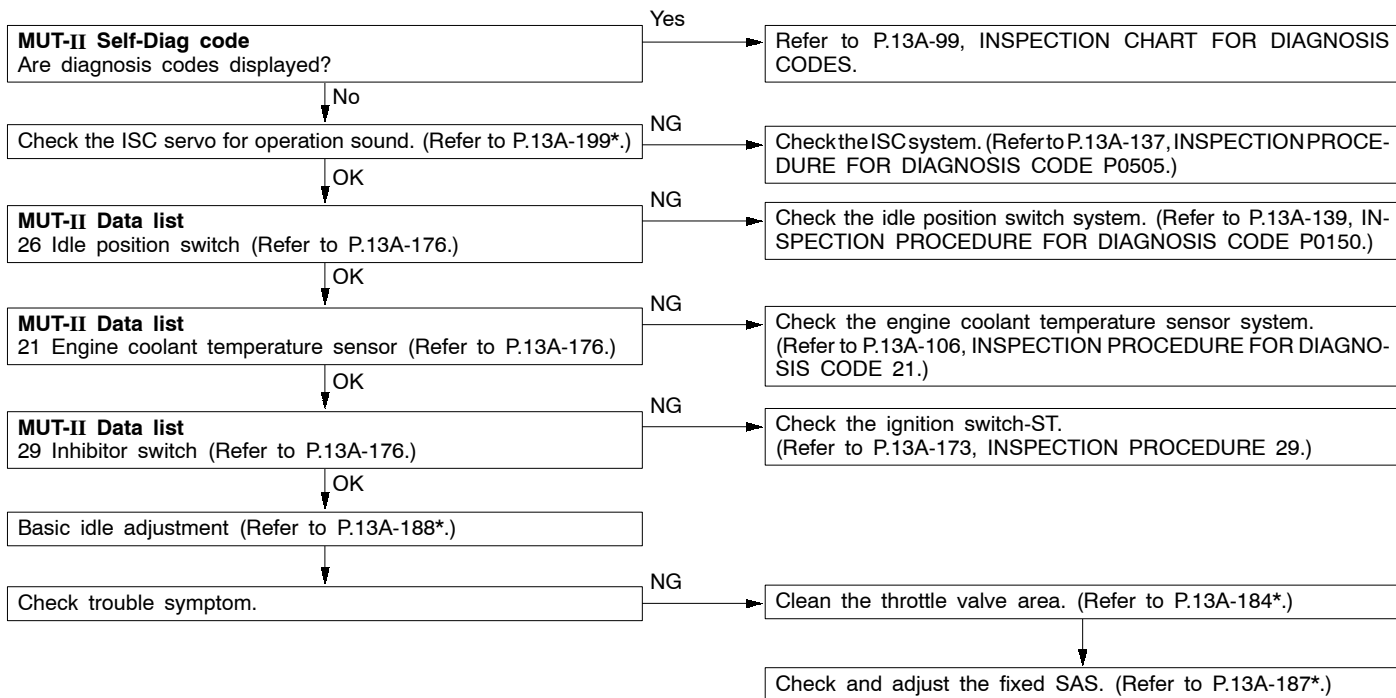 Yes
MUT-II Self-Diag code
Are diagnosis codes displayed?
Refer to P.13A-99, INSPECTION CHART FOR DIAGNOSIS
CODES.
No
Check the ISC servo for operation sound. (Refer to P.13A-199*.)
NG
Check the ISC system. (Refer to P.13A-137, INSPECTION PROCE-
DURE FOR DIAGNOSIS CODE P0505.)
OK
MUT-II Data list
26 Idle position switch (Refer to P.13A-176.)
NG
Check the idle position switch system. (Refer to P.13A-139, IN-
SPECTION PROCEDURE FOR DIAGNOSIS CODE P0150.)
OK
MUT-II Data list
21 Engine coolant temperature sensor (Refer to P.13A-176.)
NG
Check the engine coolant temperature sensor system.
(Refer to P.13A-106, INSPECTION PROCEDURE FOR DIAGNO-
SIS CODE 21.)
OK
MUT-II Data list
29 Inhibitor switch (Refer to P.13A-176.)
NG
Check the ignition switch-ST.
(Refer to P.13A-173, INSPECTION PROCEDURE 29.)
OK
Basic idle adjustment (Refer to P.13A-188*.)
Check trouble symptom.
NG
Clean the throttle valve area. (Refer to P.13A-184*.)
Check and adjust the fixed SAS. (Refer to P.13A-187*.)